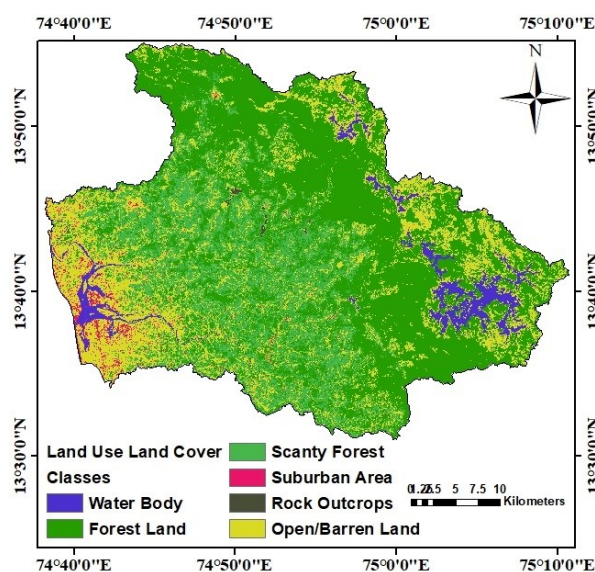 74°40'0"E 74°50'0"E 75°0'0"E 75°10'0"E
N
13°50'0"N 13°50'0"N
13°40'0"N 13°40'0"N
13°30'0"N 13°30'0"N
Land Use Land Cover
Classes
Water Body
Forest Land
Scanty Forest
Suburban Area
Rock Outcrops
Open/Barren Land
5 7.5 10
Kilometers
74°40'0"E 74°50'0"E 75°0'0"E 75°10'0"E